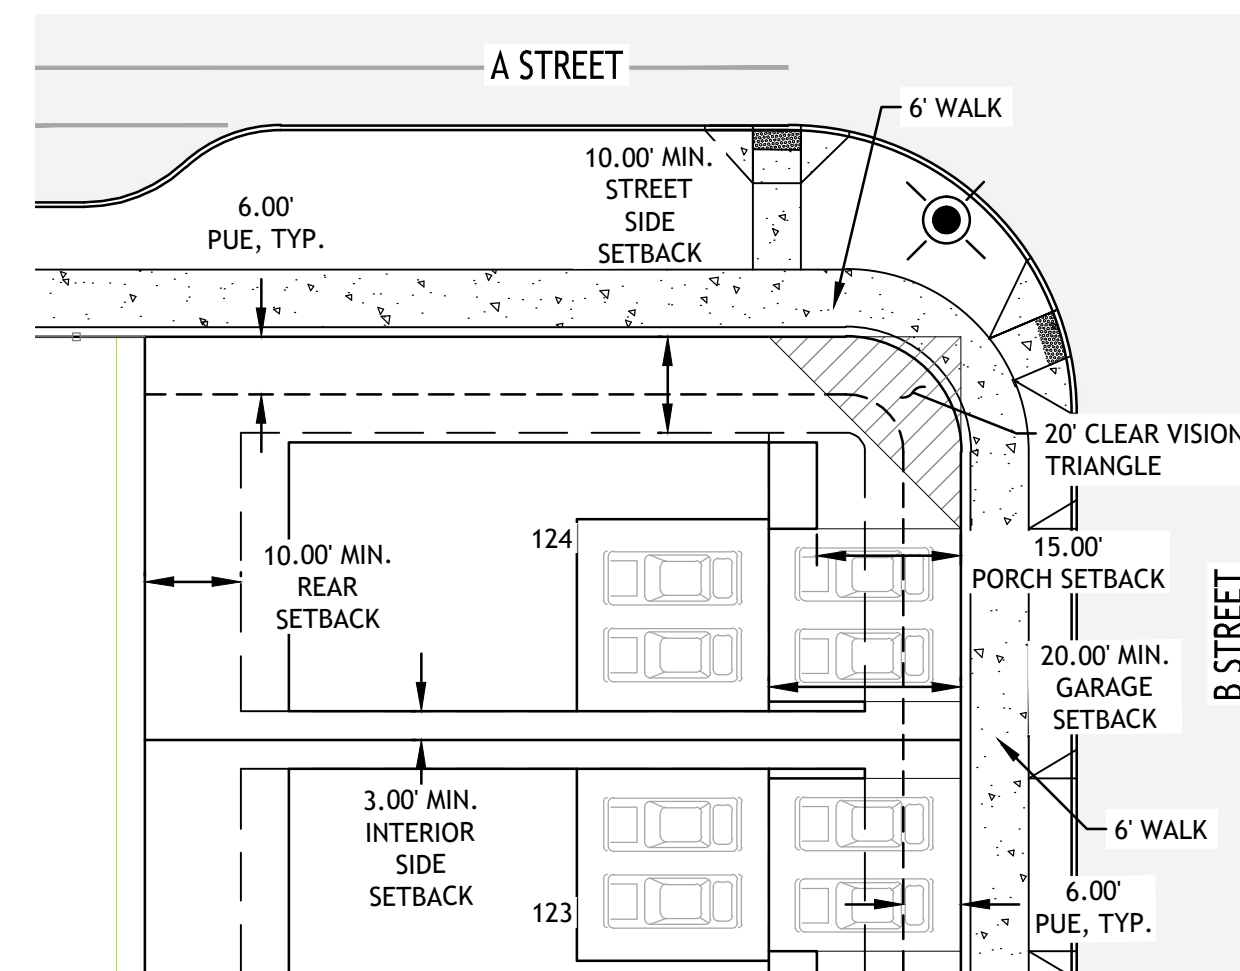 A STREET
6' WALK
10.00' MIN.
STREET
SIDE
SETBACK
6.00'
PUE, TYP.
20' CLEAR VISION
TRIANGLE
124
10.00' MIN.
REAR
SETBACK
15.00'
PORCH SETBACK
B STREET
20.00' MIN.
GARAGE
SETBACK
3.00' MIN.
INTERIOR
SIDE
SETBACK
6' WALK
123
6.00'
PUE, TYP.